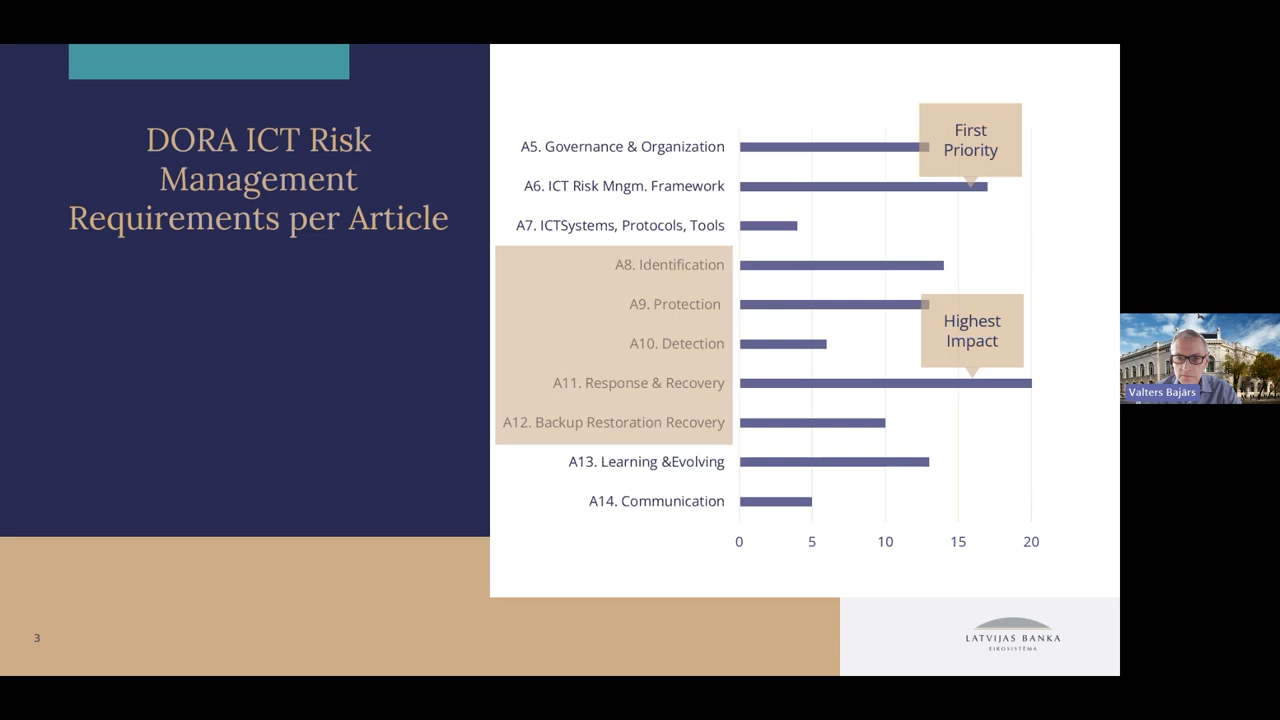 DORA ICT Risk
Management
Requirements per Article
First
Priority
A5. Governance & Organization
A6. ICT Risk Mngm. Framework
A7. ICTSystems, Protocols, Tools
A8. Identification
A9. Protection
Highest
Impact
A10. Detection
A11. Response & Recovery
A12. Backup Restoration Recovery
A13. Learning &Evolving
A14. Communication
0 5 10 15 20
3
LATVIJAS BANKA
EIROSISTĒMA
Valters Bajārs